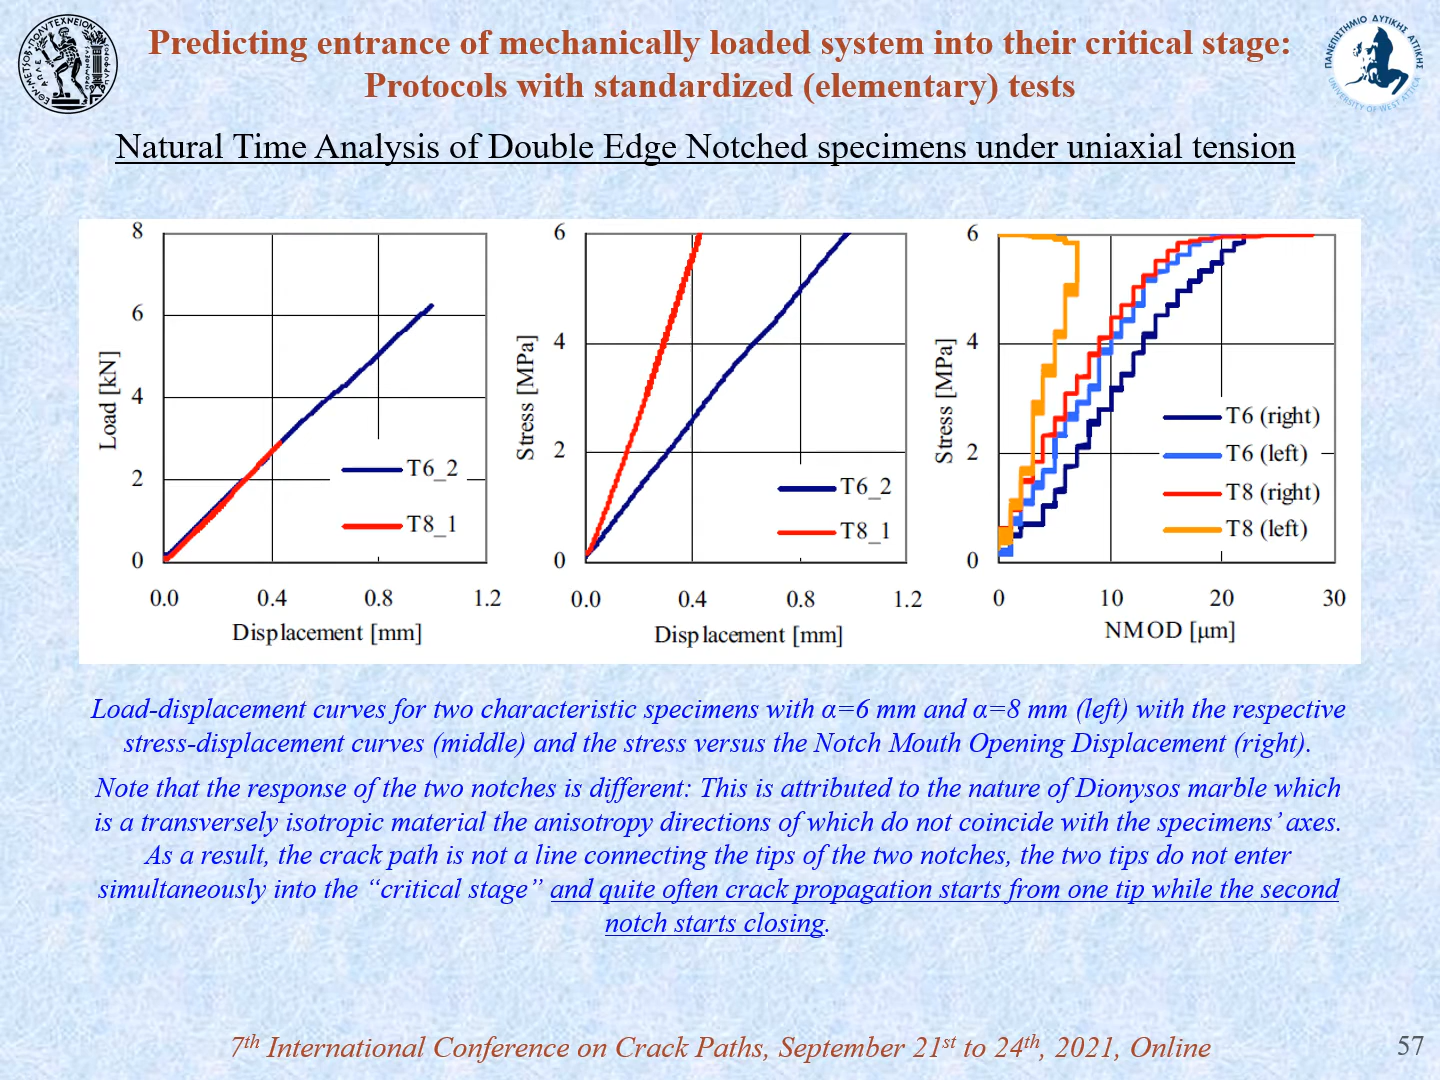 Predicting entrance of mechanically loaded system into their critical stage:
Protocols with standardized (elementary) tests
ΠΑΝΕΠΙΣΤΗΜΙΟ ΔΥΤΙΚΗΣ ΑΤΤΙΚΗΣ
UNIVERSITY OF WEST ATTICA
Natural Time Analysis of Double Edge Notched specimens under uniaxial tension
8
6
4
2
0
Load [kN]
T6_2
T8_1
0.0 0.4 0.8 1.2
Displacement [mm]
6
4
2
0
Stress [MPa]
T6_2
T8_1
0.0 0.4 0.8 1.2
Displacement [mm]
6
4
2
0
Stress [MPa]
T6 (right)
T6 (left)
T8 (right)
T8 (left)
0 10 20 30
NMOD [μm]
Load-displacement curves for two characteristic specimens with α=6 mm and α=8 mm (left) with the respective
stress-displacement curves (middle) and the stress versus the Notch Mouth Opening Displacement (right).
Note that the response of the two notches is different: This is attributed to the nature of Dionysos marble which
is a transversely isotropic material the anisotropy directions of which do not coincide with the specimens’ axes.
As a result, the crack path is not a line connecting the tips of the two notches, the two tips do not enter
simultaneously into the “critical stage” and quite often crack propagation starts from one tip while the second
notch starts closing.
7th International Conference on Crack Paths, September 21st to 24th, 2021, Online
57